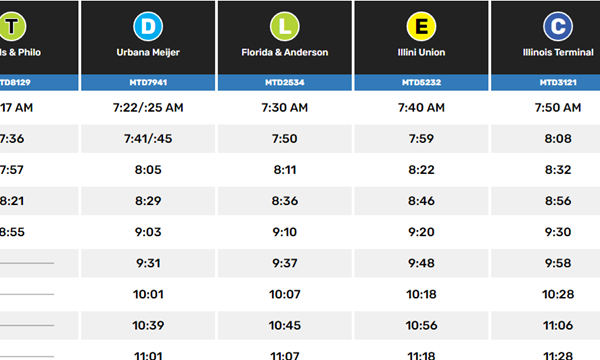 T D L E C
ls & Philo Urbana Meijer Florida & Anderson Illini Union Illinois Terminal
TD8129 MTD7941 MTD2534 MTD5232 MTD3121
17 AM 7:22/:25 AM 7:30 AM 7:40 AM 7:50 AM
7:36 7:41/:45 7:50 7:59 8:08
7:57 8:05 8:11 8:22 8:32
8:21 8:29 8:36 8:46 8:56
8:55 9:03 9:10 9:20 9:30
9:31 9:37 9:48 9:58
10:01 10:07 10:18 10:28
10:39 10:45 10:56 11:06
11:01 11:07 11:18 11:28